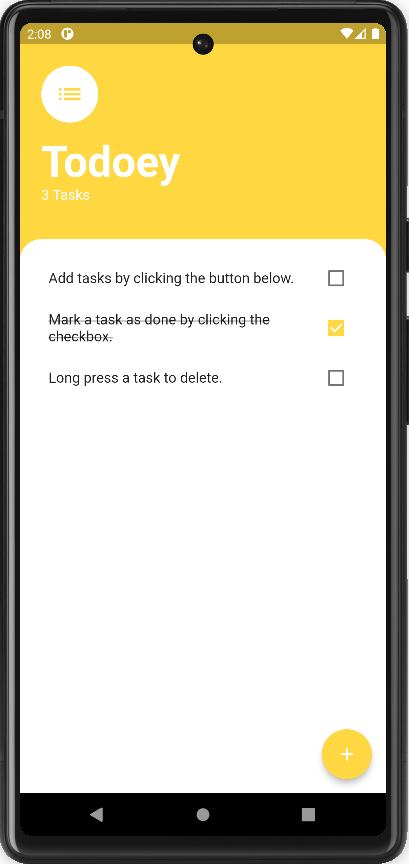 2:08
Todoey
3 Tasks
Add tasks by clicking the button below.
Mark a task as done by clicking the
checkbox.
Long press a task to delete.